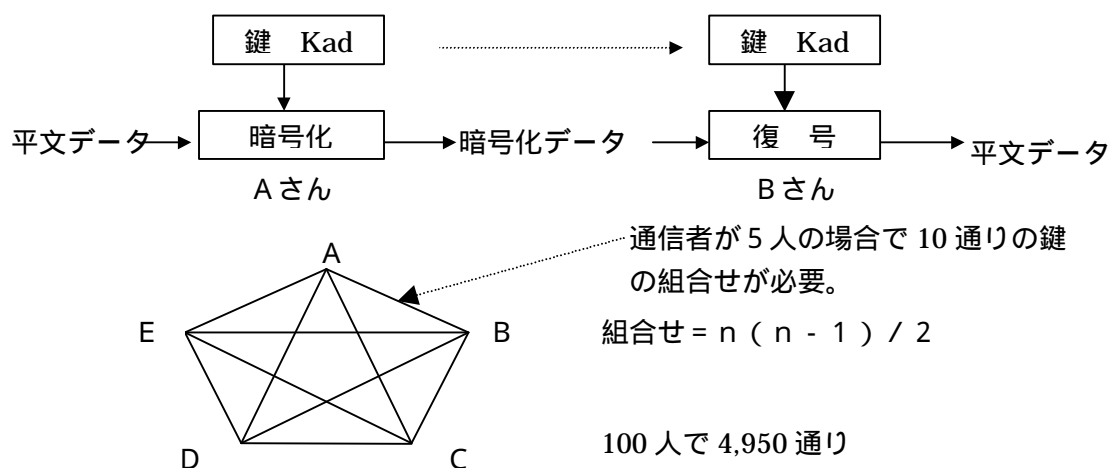 鍵 Kad
鍵 Kad
平文データ
暗号化
暗号化データ
復 号
平文データ
Aさん
Bさん
通信者が5人の場合で10通りの鍵
の組合せが必要。
組合せ=n(n-1)/2
A
E
B
D
C
100人で4,950通り